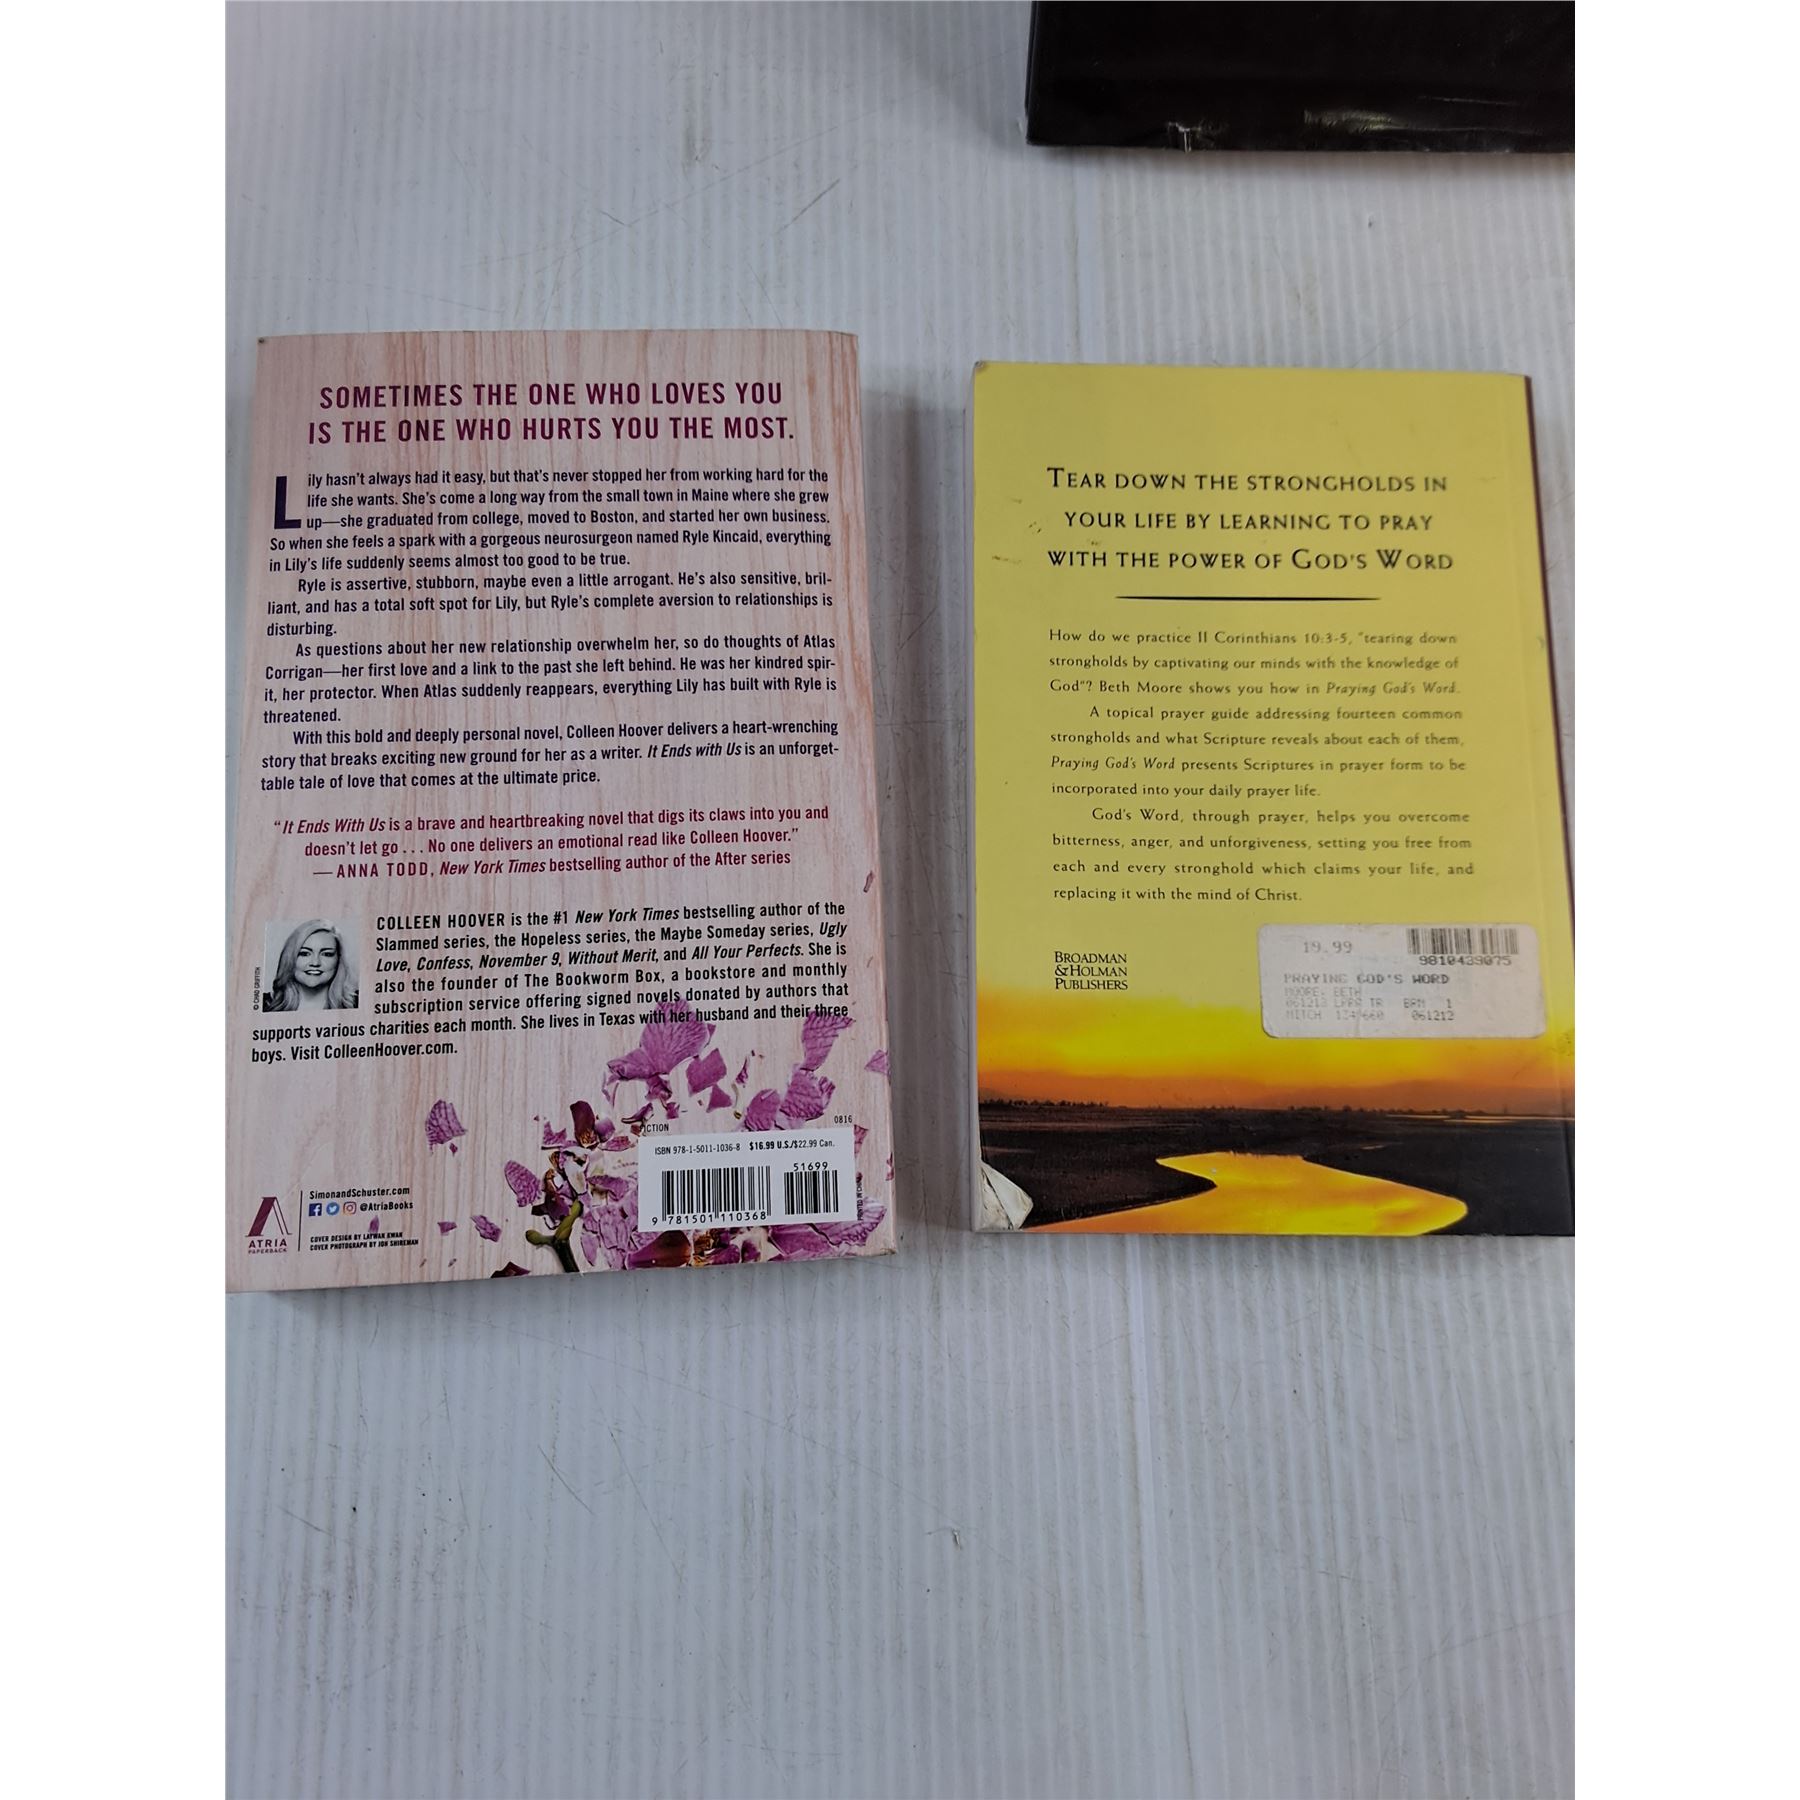 SOMETIMES THE ONE WHO LOVES YOU
IS THE ONE WHO HURTS YOU THE MOST.
Lily hasn't always had it easy, but that's never stopped her from working hard for the
life she wants. She's come a long way from the small town in Maine where she grew
up—she graduated from college, moved to Boston, and started her own business.
So when she feels a spark with a gorgeous neurosurgeon named Ryle Kincaid, everything
in Lily's life suddenly seems almost too good to be true.
Ryle is assertive, stubborn, maybe even a little arrogant. He's also sensitive, bril-
liant, and has a total soft spot for Lily, but Ryle's complete aversion to relationships is
disturbing.
As questions about her new relationship overwhelm her, so do thoughts of Atlas
Corrigan—her first love and a link to the past she left behind. He was her kindred spir-
it, her protector. When Atlas suddenly reappears, everything Lily has built with Ryle is
threatened.
With this bold and deeply personal novel, Colleen Hoover delivers a heart-wrenching
story that breaks exciting new ground for her as a writer. It Ends with Us is an unforget-
table tale of love that comes at the ultimate price.
"It Ends With Us is a brave and heartbreaking novel that digs its claws into you and
doesn't let go . . . No one delivers an emotional read like Colleen Hoover."
— ANNA TODD, New York Times bestselling author of the After series
COLLEEN HOOVER is the #1 New York Times bestselling author of the
Slammed series, the Hopeless series, the Maybe Someday series, Ugly
Love, Confess, November 9, Without Merit, and All Your Perfects. She is
also the founder of The Bookworm Box, a bookstore and monthly
subscription service offering signed novels donated by authors that
supports various charities each month. She lives in Texas with her husband and their three
boys. Visit ColleenHoover.com.
© CHAD GRIFFITH
FICTION
0816
ISBN 978-1-5011-1036-8 $16.99 U.S./$22.99 Can.
51699
9 781501 110368
PRINTED IN CHINA
SimonandSchuster.com
@AtriaBooks
ATRIA
PAPERBACK
COVER DESIGN BY LAYWAN KWAN
COVER PHOTOGRAPH BY JON SHIREMAN
TEAR DOWN THE STRONGHOLDS IN
YOUR LIFE BY LEARNING TO PRAY
WITH THE POWER OF GOD'S WORD
How do we practice II Corinthians 10:3-5, "tearing down
strongholds by captivating our minds with the knowledge of
God"? Beth Moore shows you how in Praying God's Word.
A topical prayer guide addressing fourteen common
strongholds and what Scripture reveals about each of them,
Praying God's Word presents Scriptures in prayer form to be
incorporated into your daily prayer life.
God's Word, through prayer, helps you overcome
bitterness, anger, and unforgiveness, setting you free from
each and every stronghold which claims your life, and
replacing it with the mind of Christ.
BROADMAN
&HOLMAN
PUBLISHERS
19.99
9810439075
PRAYING GOD'S WORD
MOORE, BETH
061212 TR 1
061212